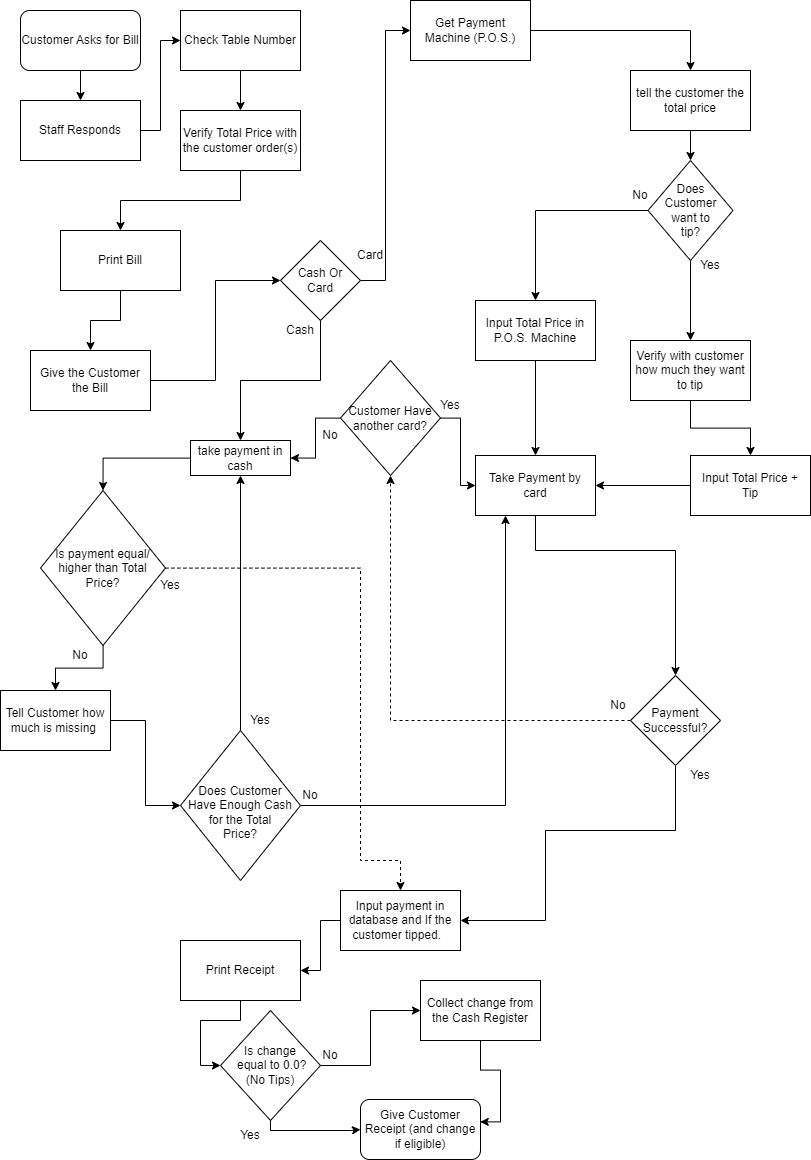 Customer Asks for Bill
Check Table Number
Get Payment
Machine (P.O.S.)
Staff Responds
Verify Total Price with
the customer order(s)
tell the customer the
total price
Does
Customer
want to
tip?
No
Yes
Print Bill
Card
Cash Or
Card
Cash
Input Total Price in
P.O.S. Machine
Give the Customer
the Bill
Verify with customer
how much they want
to tip
Customer Have
another card?
Yes
No
take payment in
cash
Take Payment by
card
Input Total Price +
Tip
Is payment equal/
higher than Total
Price?
Yes
No
Tell Customer how
much is missing
No
Payment
Successful?
Yes
Yes
Does Customer
Have Enough Cash
for the Total
Price?
No
Input payment in
database and If the
customer tipped.
Print Receipt
Collect change from
the Cash Register
Is change
equal to 0.0?
(No Tips)
No
Yes
Give Customer
Receipt (and change
if eligible)